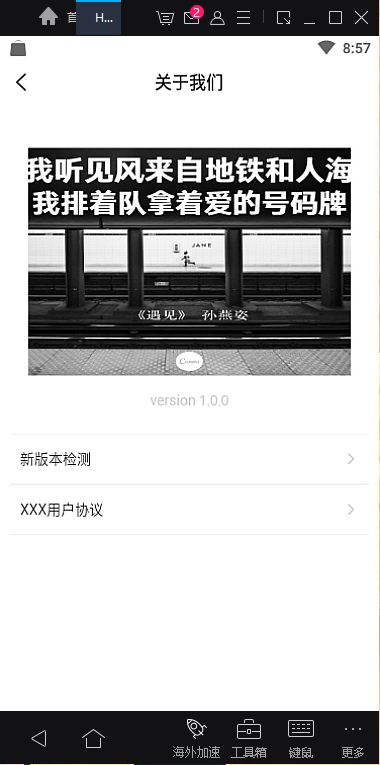 首
H...
2
8:57
关于我们
我听见风来自地铁和人海
我排着队拿着爱的号码牌
JANE
《遇见》 孙燕姿
version 1.0.0
新版本检测
XXX用户协议
海外加速 工具箱 键鼠 更多